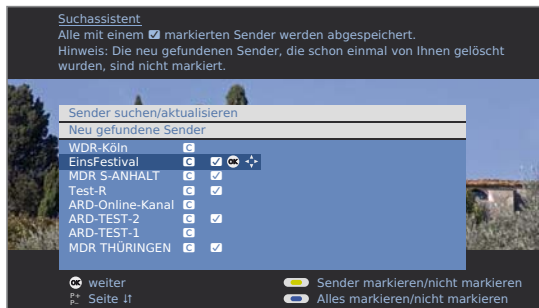 Suchassistent
Alle mit einem ☑ markierten Sender werden abgespeichert.
Hinweis: Die neu gefundenen Sender, die schon einmal von Ihnen gelöscht
wurden, sind nicht markiert.
Sender suchen/aktualisieren
Neu gefundene Sender
WDR-Köln C
EinsFestival C ☑ OK
MDR S-ANHALT C ☑
Test-R C ☑
ARD-Online-Kanal C
ARD-TEST-2 C ☑
ARD-TEST-1 C
MDR THÜRINGEN C ☑
OK weiter
P+ P– Seite ↓↑
Sender markieren/nicht markieren
Alles markieren/nicht markieren